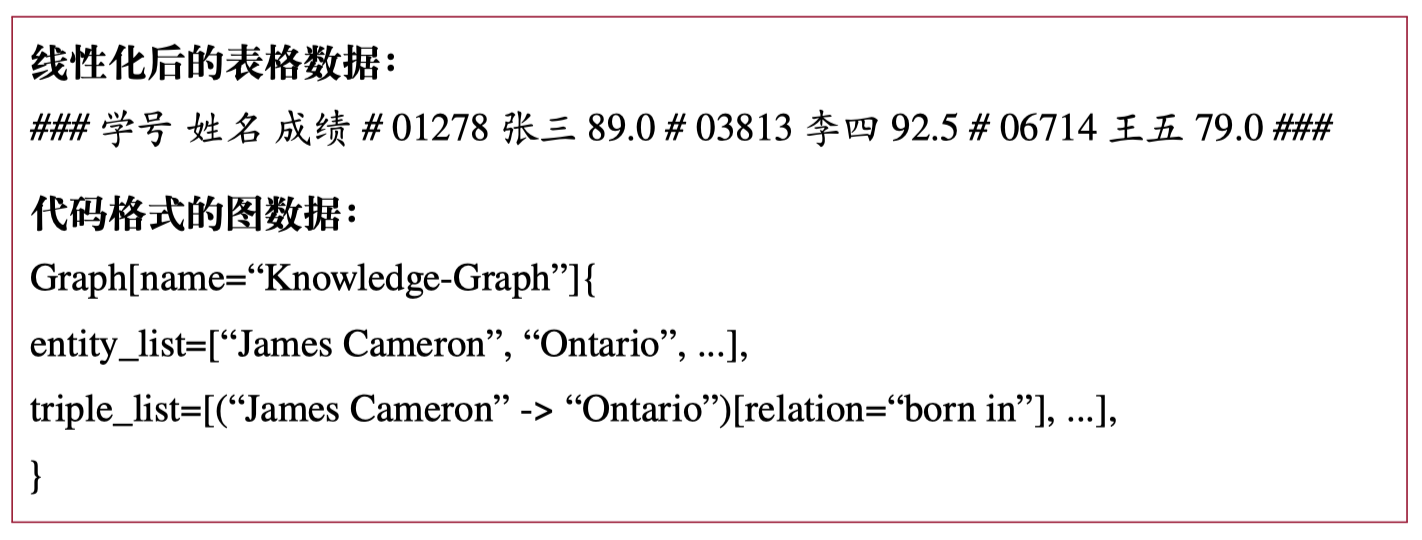 线性化后的表格数据：
### 学号 姓名 成绩 # 01278 张三 89.0 # 03813 李四 92.5 # 06714 王五 79.0 ###
代码格式的图数据：
Graph[name=“Knowledge-Graph”]{
entity_list=[“James Cameron”, “Ontario”, ...],
triple_list=[(“James Cameron” -> “Ontario”)[relation=“born in”], ...],
}